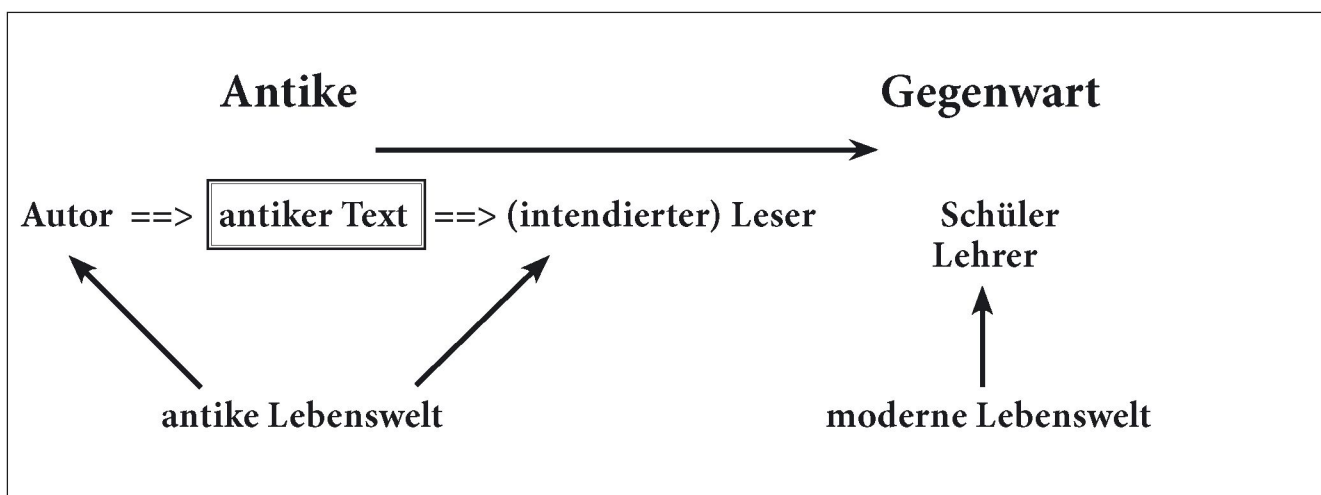 Antike Gegenwart
Autor ==> antiker Text ==> (intendierter) Leser Schüler
Lehrer
antike Lebenswelt moderne Lebenswelt